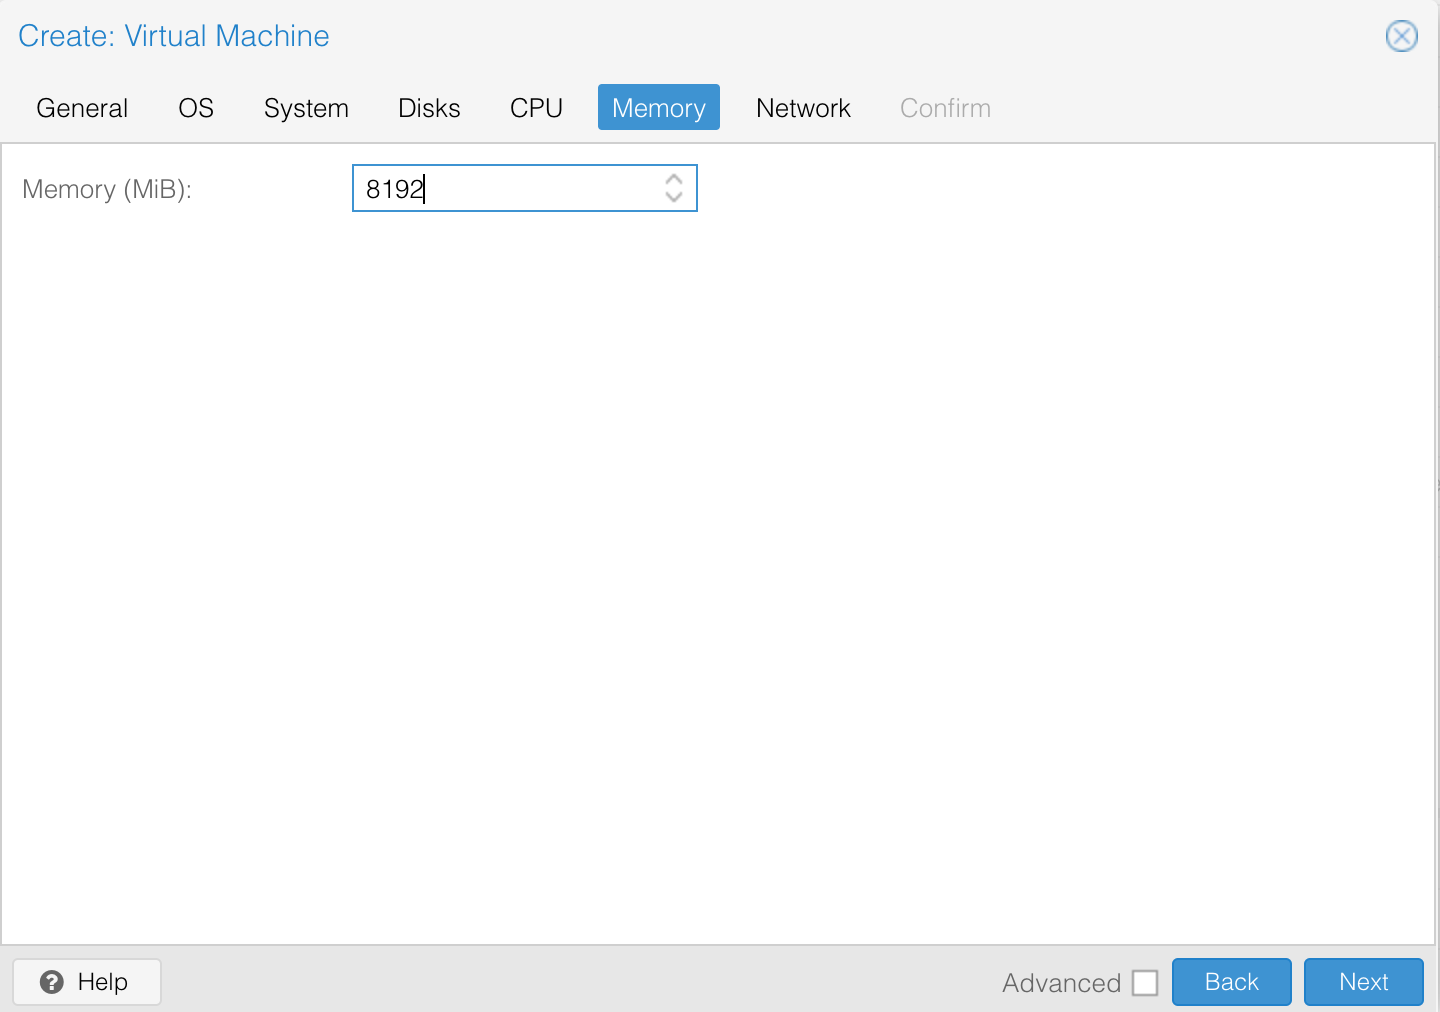 Create: Virtual Machine
General OS System Disks CPU Memory Network Confirm
Memory (MiB): 8192
Help Advanced Back Next